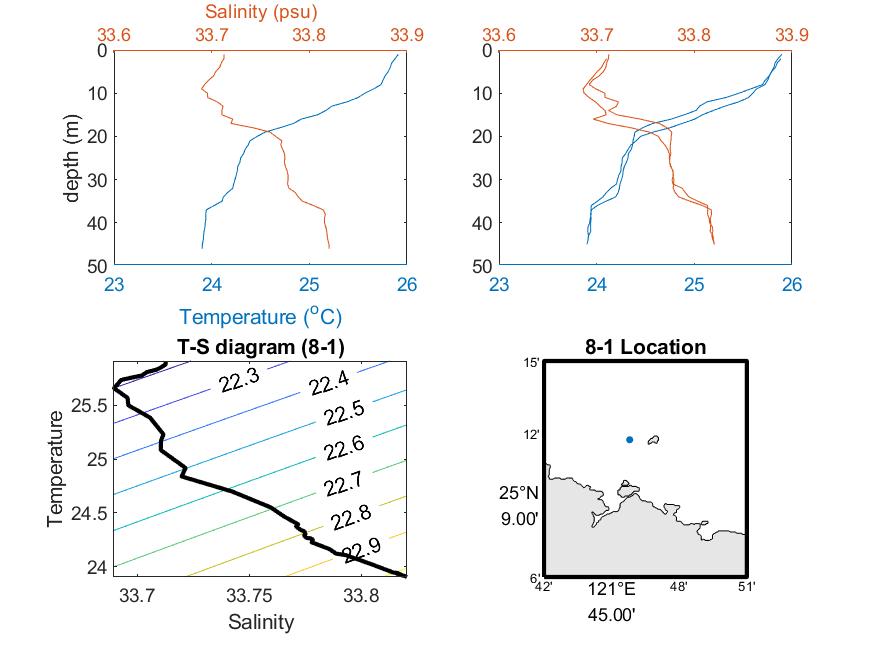 Salinity (psu)
33.6 33.7 33.8 33.9
33.6 33.7 33.8 33.9
0
10
20
30
40
50
depth (m)
23 24 25 26
Temperature (°C)
0
10
20
30
40
50
23 24 25 26
T-S diagram (8-1)
22.3
22.4
22.5
22.6
22.7
22.8
22.9
25.5
25
24.5
24
Temperature
33.7 33.75 33.8
Salinity
8-1 Location
15'
12'
25°N
9.00'
6'
42' 121°E 48' 51'
45.00'